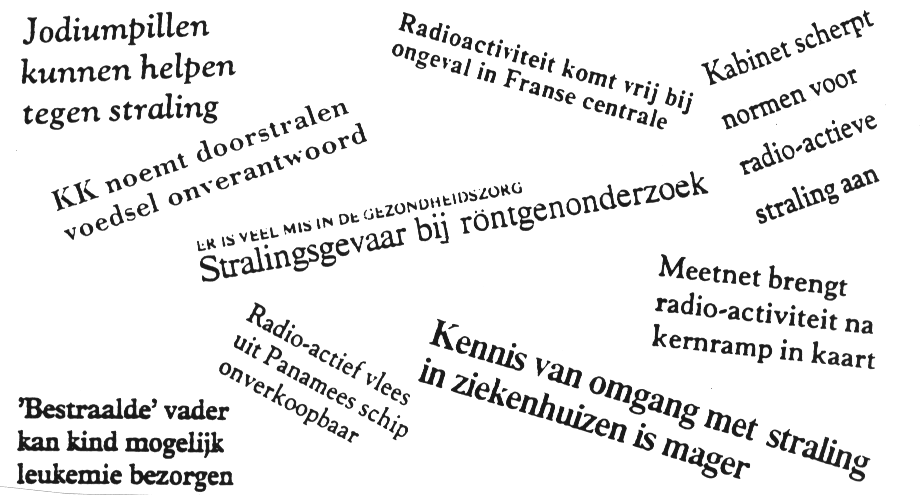 Jodiumpillen
kunnen helpen
tegen straling
Radioactiviteit komt vrij bij
ongeval in Franse centrale
Kabinet scherpt
normen voor
radio-actieve
straling aan
KK noemt doorstralen
voedsel onverantwoord
ER IS VEEL MIS IN DE GEZONDHEIDSZORG
Stralingsgevaar bij röntgenonderzoek
Meetnet brengt
radio-activiteit na
kernramp in kaart
Radio-actief vlees
uit Panamees schip
onverkoopbaar
Kennis van omgang met straling
in ziekenhuizen is mager
'Bestraalde' vader
kan kind mogelijk
leukemie bezorgen